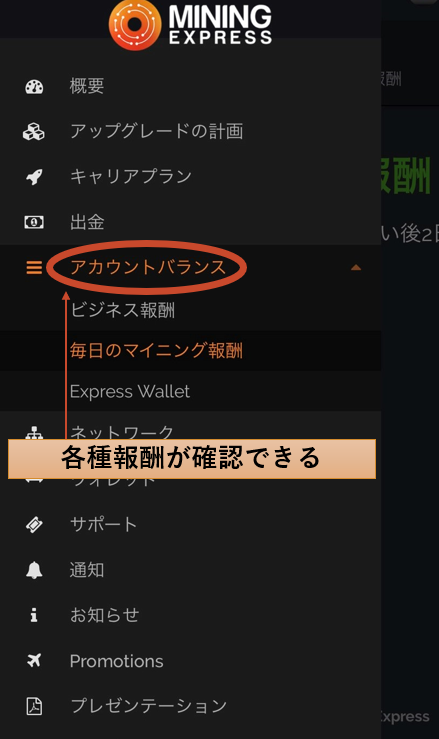 MINING
EXPRESS
概要
アップグレードの計画
報酬
キャリアプラン
報酬
出金
い後2日
アカウントバランス
ビジネス報酬
毎日のマイニング報酬
Express Wallet
ネットワーク
各種報酬が確認できる
ウォレット
サポート
通知
お知らせ
Promotions
プレゼンテーション
xpress